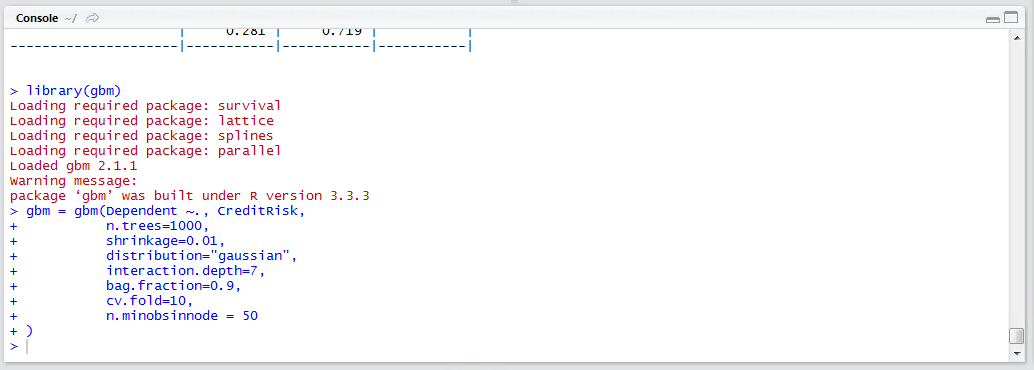 Console ~/
| 0.281 | 0.719 | |
---------------------|-----------|-----------|-----------|
> library(gbm)
Loading required package: survival
Loading required package: lattice
Loading required package: splines
Loading required package: parallel
Loaded gbm 2.1.1
Warning message:
package ‘gbm’ was built under R version 3.3.3
> gbm = gbm(Dependent ~., CreditRisk,
+ n.trees=1000,
+ shrinkage=0.01,
+ distribution="gaussian",
+ interaction.depth=7,
+ bag.fraction=0.9,
+ cv.fold=10,
+ n.minobsinnode = 50
+ )
>